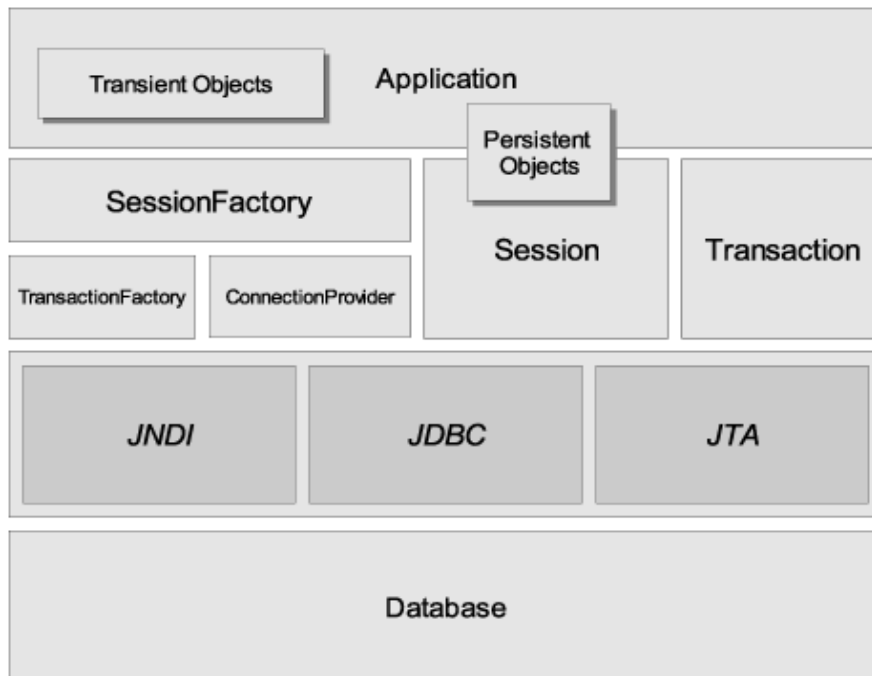 Transient Objects
Application
Persistent
Objects
SessionFactory
Session
Transaction
TransactionFactory
ConnectionProvider
JNDI
JDBC
JTA
Database